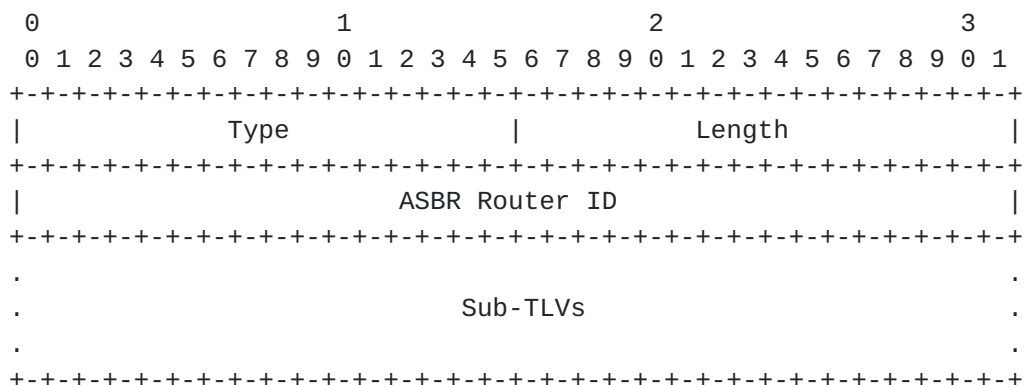 0                   1                   2                   3
 0 1 2 3 4 5 6 7 8 9 0 1 2 3 4 5 6 7 8 9 0 1 2 3 4 5 6 7 8 9 0 1
+-+-+-+-+-+-+-+-+-+-+-+-+-+-+-+-+-+-+-+-+-+-+-+-+-+-+-+-+-+-+-+-+
|             Type              |           Length              |
+-+-+-+-+-+-+-+-+-+-+-+-+-+-+-+-+-+-+-+-+-+-+-+-+-+-+-+-+-+-+-+-+
|                        ASBR Router ID                         |
+-+-+-+-+-+-+-+-+-+-+-+-+-+-+-+-+-+-+-+-+-+-+-+-+-+-+-+-+-+-+-+-+
.                                                               .
.                            Sub-TLVs                           .
.                                                               .
+-+-+-+-+-+-+-+-+-+-+-+-+-+-+-+-+-+-+-+-+-+-+-+-+-+-+-+-+-+-+-+-+